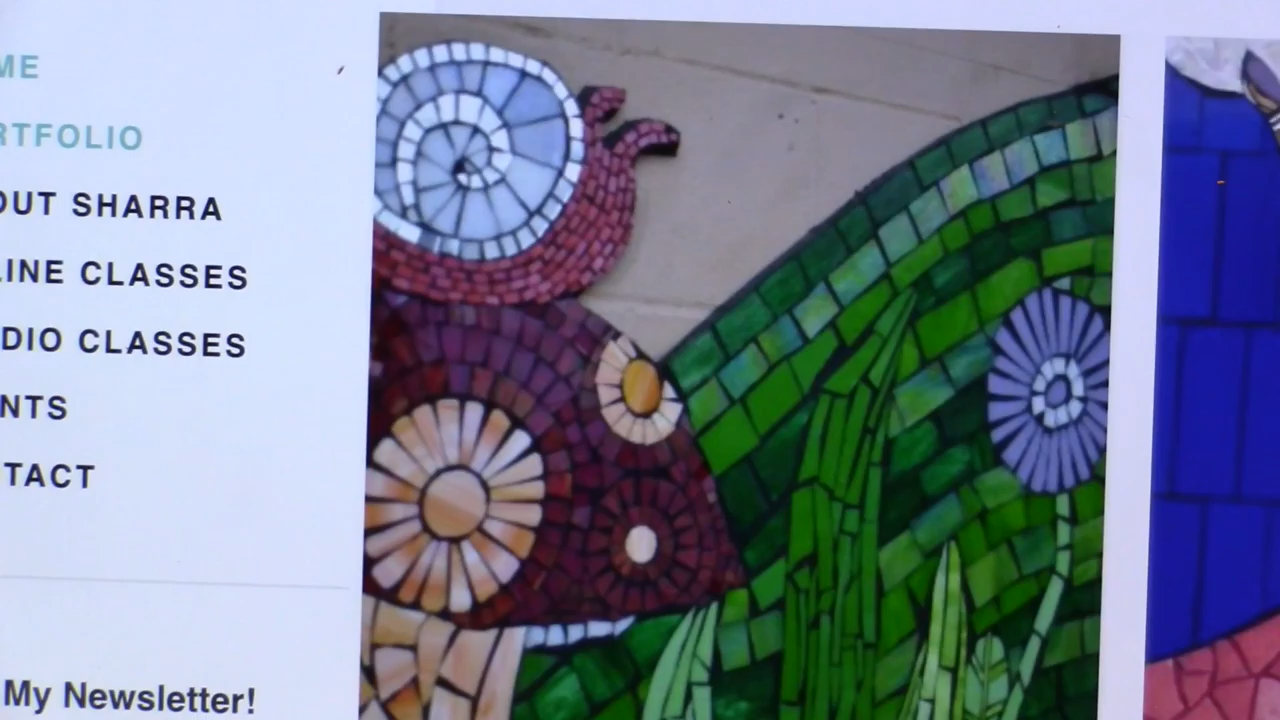 ME
RTFOLIO
OUT SHARRA
LINE CLASSES
DIO CLASSES
NTS
TACT
My Newsletter!